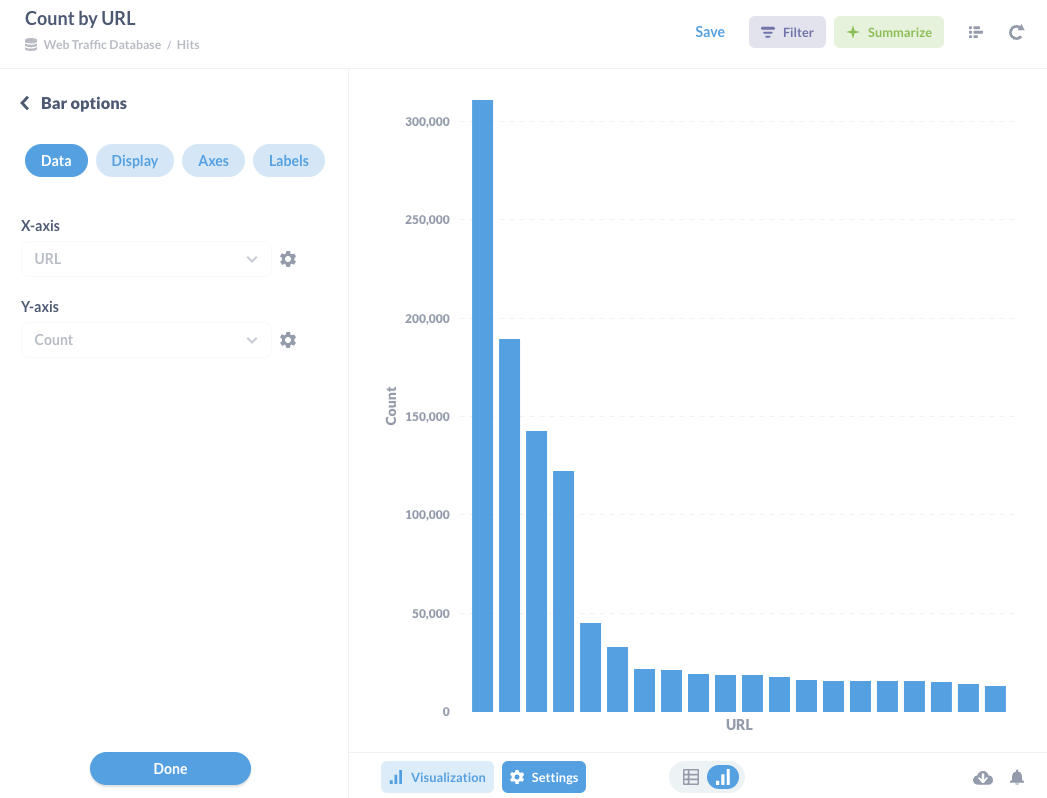 Count by URL
Web Traffic Database / Hits
Save
Filter
Summarize
Bar options
Data
Display
Axes
Labels
X-axis
URL
Y-axis
Count
Done
300,000
250,000
200,000
150,000
100,000
50,000
0
Count
URL
Visualization
Settings